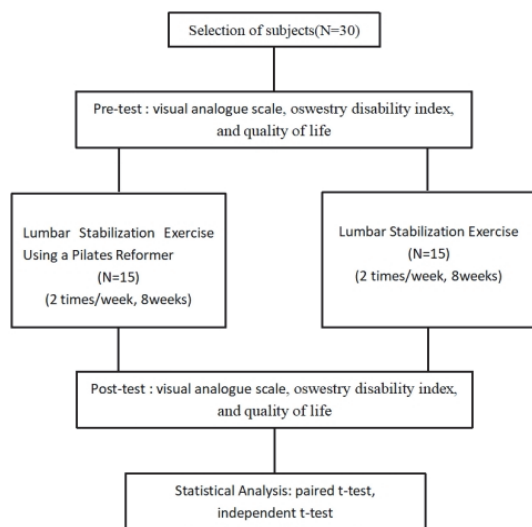 Selection of subjects(N=30)
Pre-test : visual analogue scale, oswestry disability index,
and quality of life
Lumbar Stabilization Exercise
Using a Pilates Reformer
(N=15)
(2 times/week, 8weeks)
Lumbar Stabilization Exercise
(N=15)
(2 times/week, 8weeks)
Post-test : visual analogue scale, oswestry disability index,
and quality of life
Statistical Analysis: paired t-test,
independent t-test